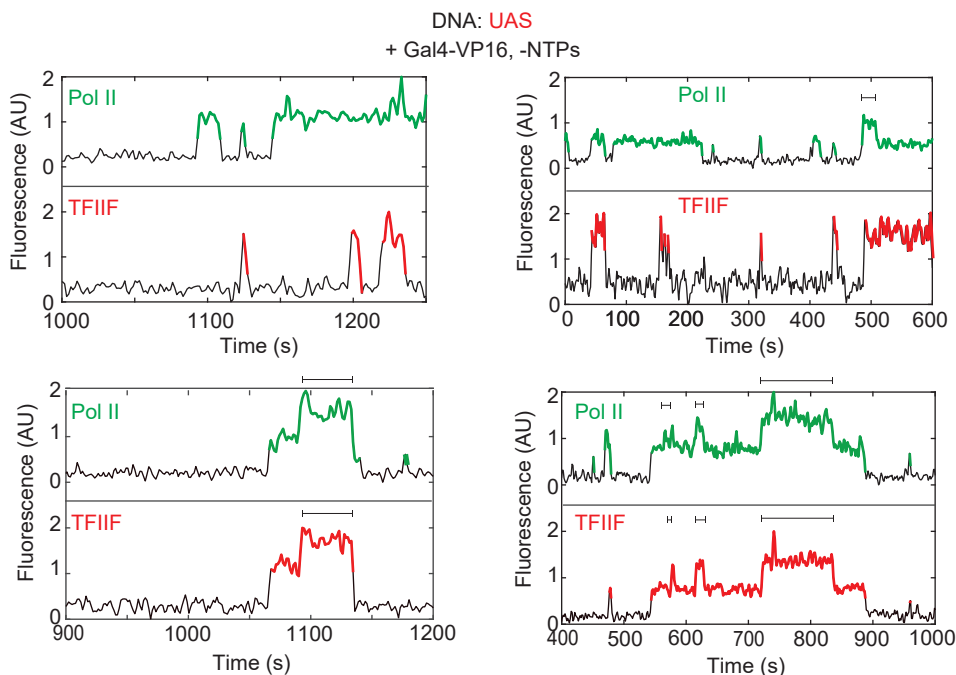 DNA: UAS
+ Gal4-VP16, -NTPs
Fluorescence (AU)
2
Pol II
1
0
2
TFIIF
1
0
1000
1100
1200
Time (s)
Fluorescence (AU)
2
Pol II
1
0
2
TFIIF
1
0
0
100
200
300
400
500
600
Time (s)
Fluorescence (AU)
2
Pol II
1
0
2
TFIIF
1
0
900
1000
1100
1200
Time (s)
Fluorescence (AU)
2
Pol II
1
0
2
TFIIF
1
0
400
500
600
700
800
900
1000
Time (s)